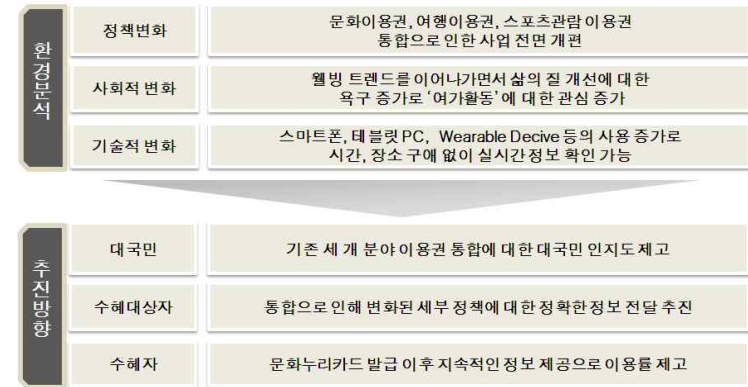 환경분석
정책변화
문화이용권, 여행이용권, 스포츠관람 이용권
통합으로 인한 사업 전면 개편
사회적 변화
웰빙 트렌드를 이어나가면서 삶의 질 개선에 대한
욕구 증가로 ‘여가활동’에 대한 관심 증가
기술적 변화
스마트폰, 테블릿 PC, Wearable Decive 등의 사용 증가로
시간, 장소 구애 없이 실시간 정보 확인 가능
추진방향
대국민
기존 세 개 분야 이용권 통합에 대한 대국민 인지도 제고
수혜대상자
통합으로 인해 변화된 세부 정책에 대한 정확한 정보 전달 추진
수혜자
문화누리카드 발급 이후 지속적인 정보 제공으로 이용률 제고